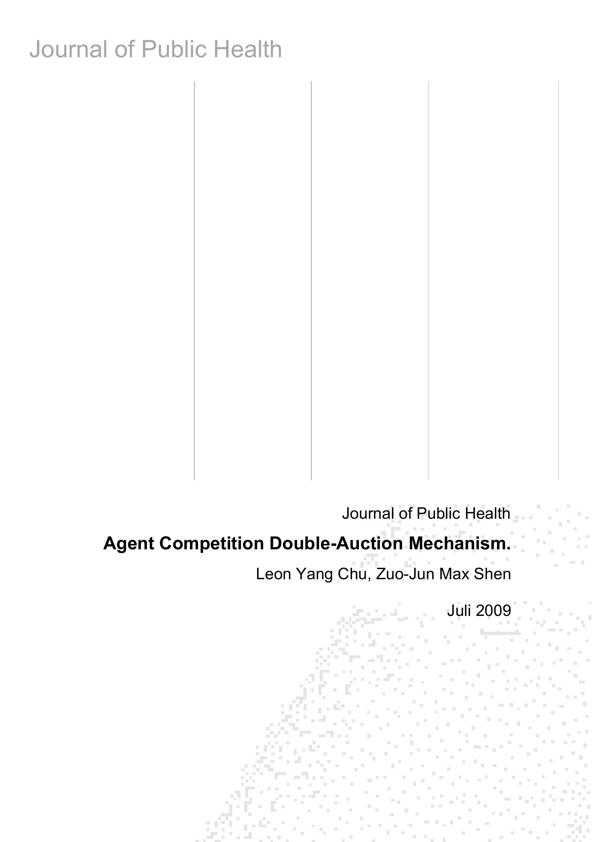 Journal of Public Health
Journal of Public Health
Agent Competition Double-Auction Mechanism.
Leon Yang Chu, Zuo-Jun Max Shen
Juli 2009